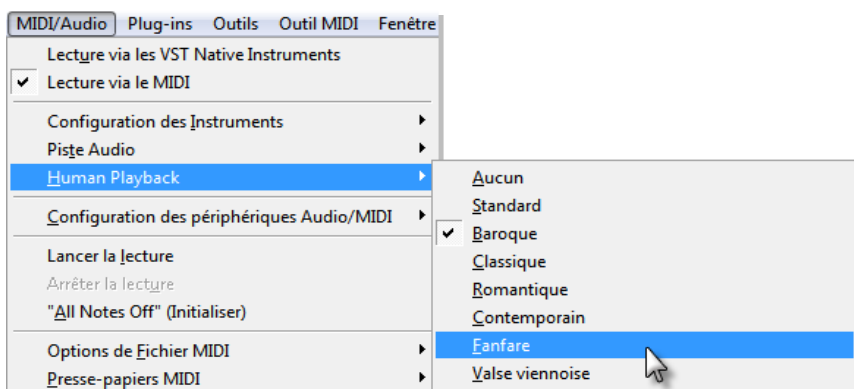 MIDI/Audio Plug-ins Outils Outil MIDI Fenêtre
Lecture via les VST Native Instruments
Lecture via le MIDI
Configuration des Instruments
Piste Audio
Human Playback
Aucun
Standard
Configuration des périphériques Audio/MIDI
Baroque
Lancer la lecture
Classique
Arrêter la lecture
Romantique
"All Notes Off" (Initialiser)
Contemporain
Options de Fichier MIDI
Fanfare
Presse-papiers MIDI
Valse viennoise